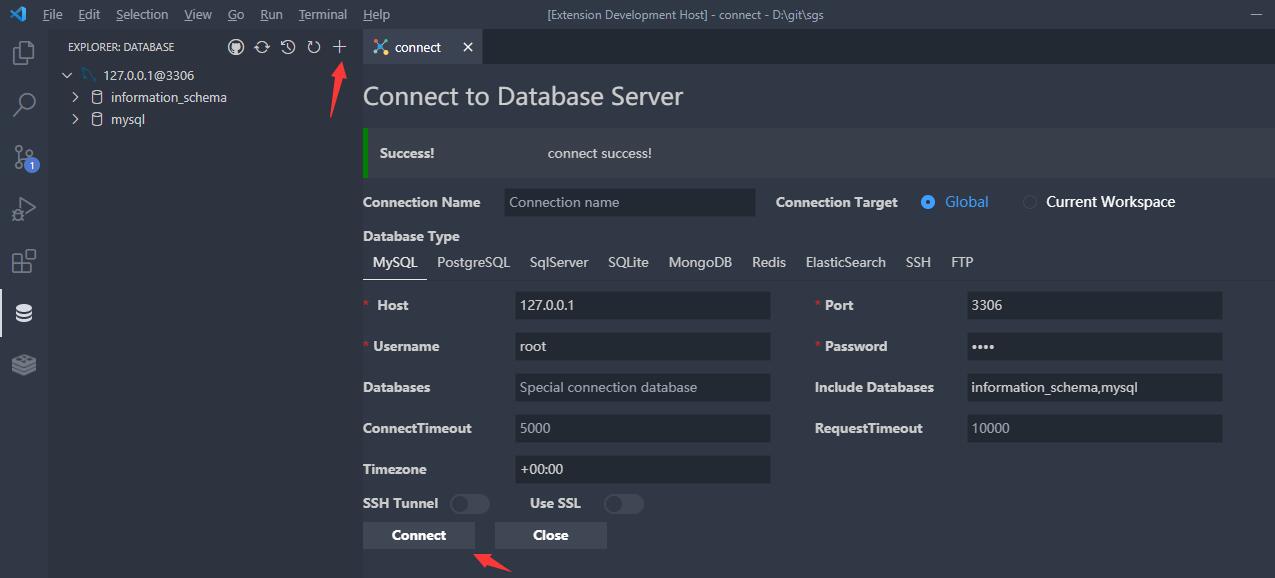 File Edit Selection View Go Run Terminal Help [Extension Development Host] - connect - D:\git\sgs
EXPLORER: DATABASE
connect
127.0.0.1@3306
information_schema
mysql
1
Connect to Database Server
Success! connect success!
Connection Name Connection name Connection Target Global Current Workspace
Database Type
MySQL PostgreSQL SqlServer SQLite MongoDB Redis ElasticSearch SSH FTP
* Host 127.0.0.1 * Port 3306
* Username root * Password ••••
Databases Special connection database Include Databases information_schema,mysql
ConnectTimeout 5000 RequestTimeout 10000
Timezone +00:00
SSH Tunnel Use SSL
Connect Close